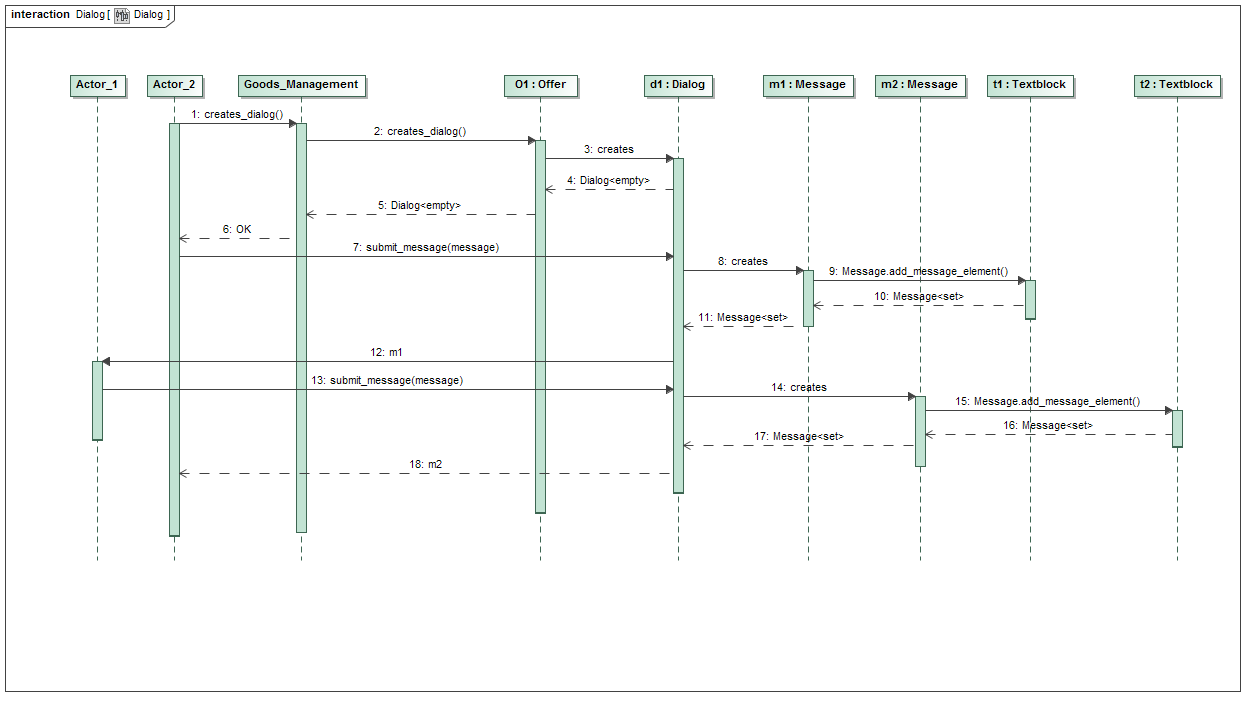 interaction Dialog [ Dialog ]
Actor_1
Actor_2
Goods_Management
O1 : Offer
d1 : Dialog
m1 : Message
m2 : Message
t1 : Textblock
t2 : Textblock
1: creates_dialog()
2: creates_dialog()
3: creates
4: Dialog<empty>
5: Dialog<empty>
6: OK
7: submit_message(message)
8: creates
9: Message.add_message_element()
10: Message<set>
11: Message<set>
12: m1
13: submit_message(message)
14: creates
15: Message.add_message_element()
16: Message<set>
17: Message<set>
18: m2